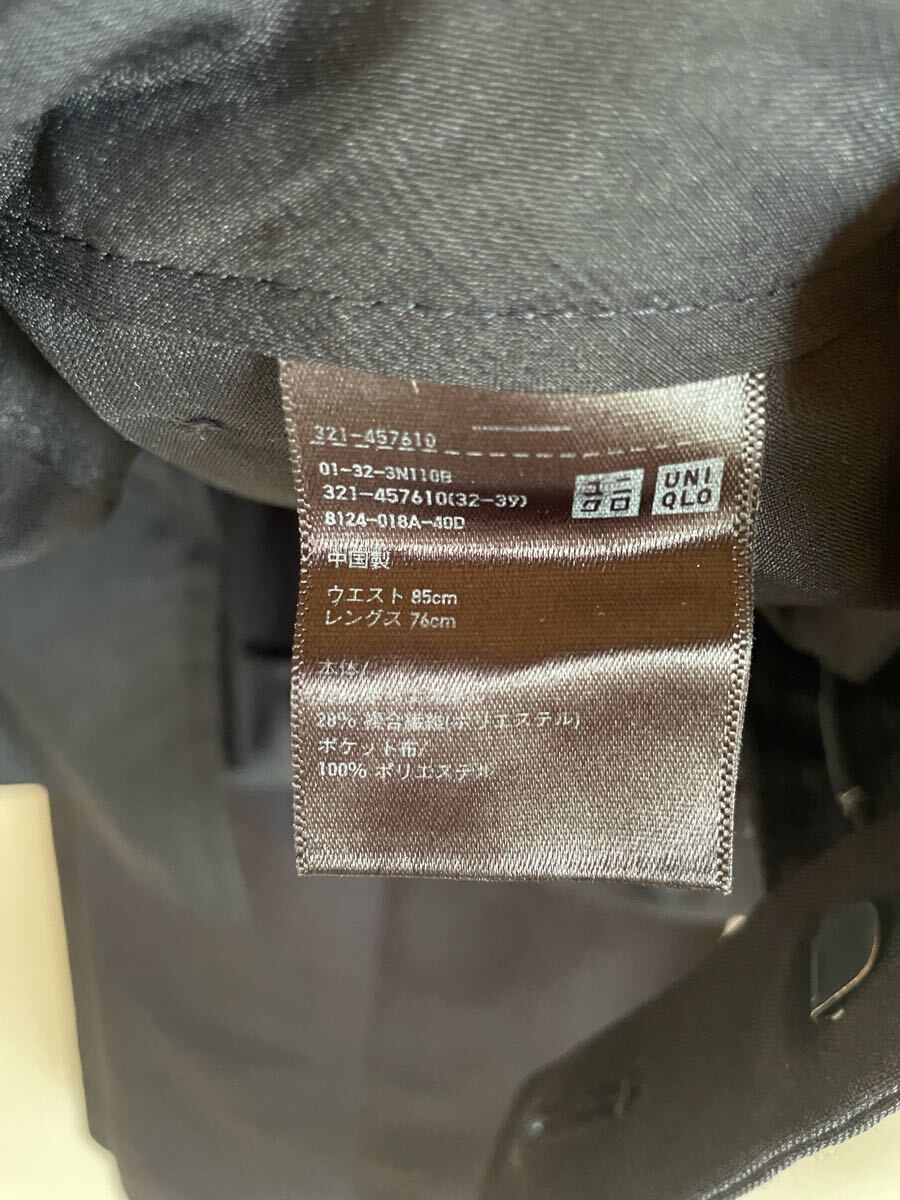 321-457610
01-32-3N110B
321-457610(32-39)
8124-018A-40D
ユニ
クロ
UNI
QLO
中国製
ウエスト 85cm
レングス 76cm
本体/
28% 複合繊維(ポリエステル)
ポケット布/
100% ポリエステル